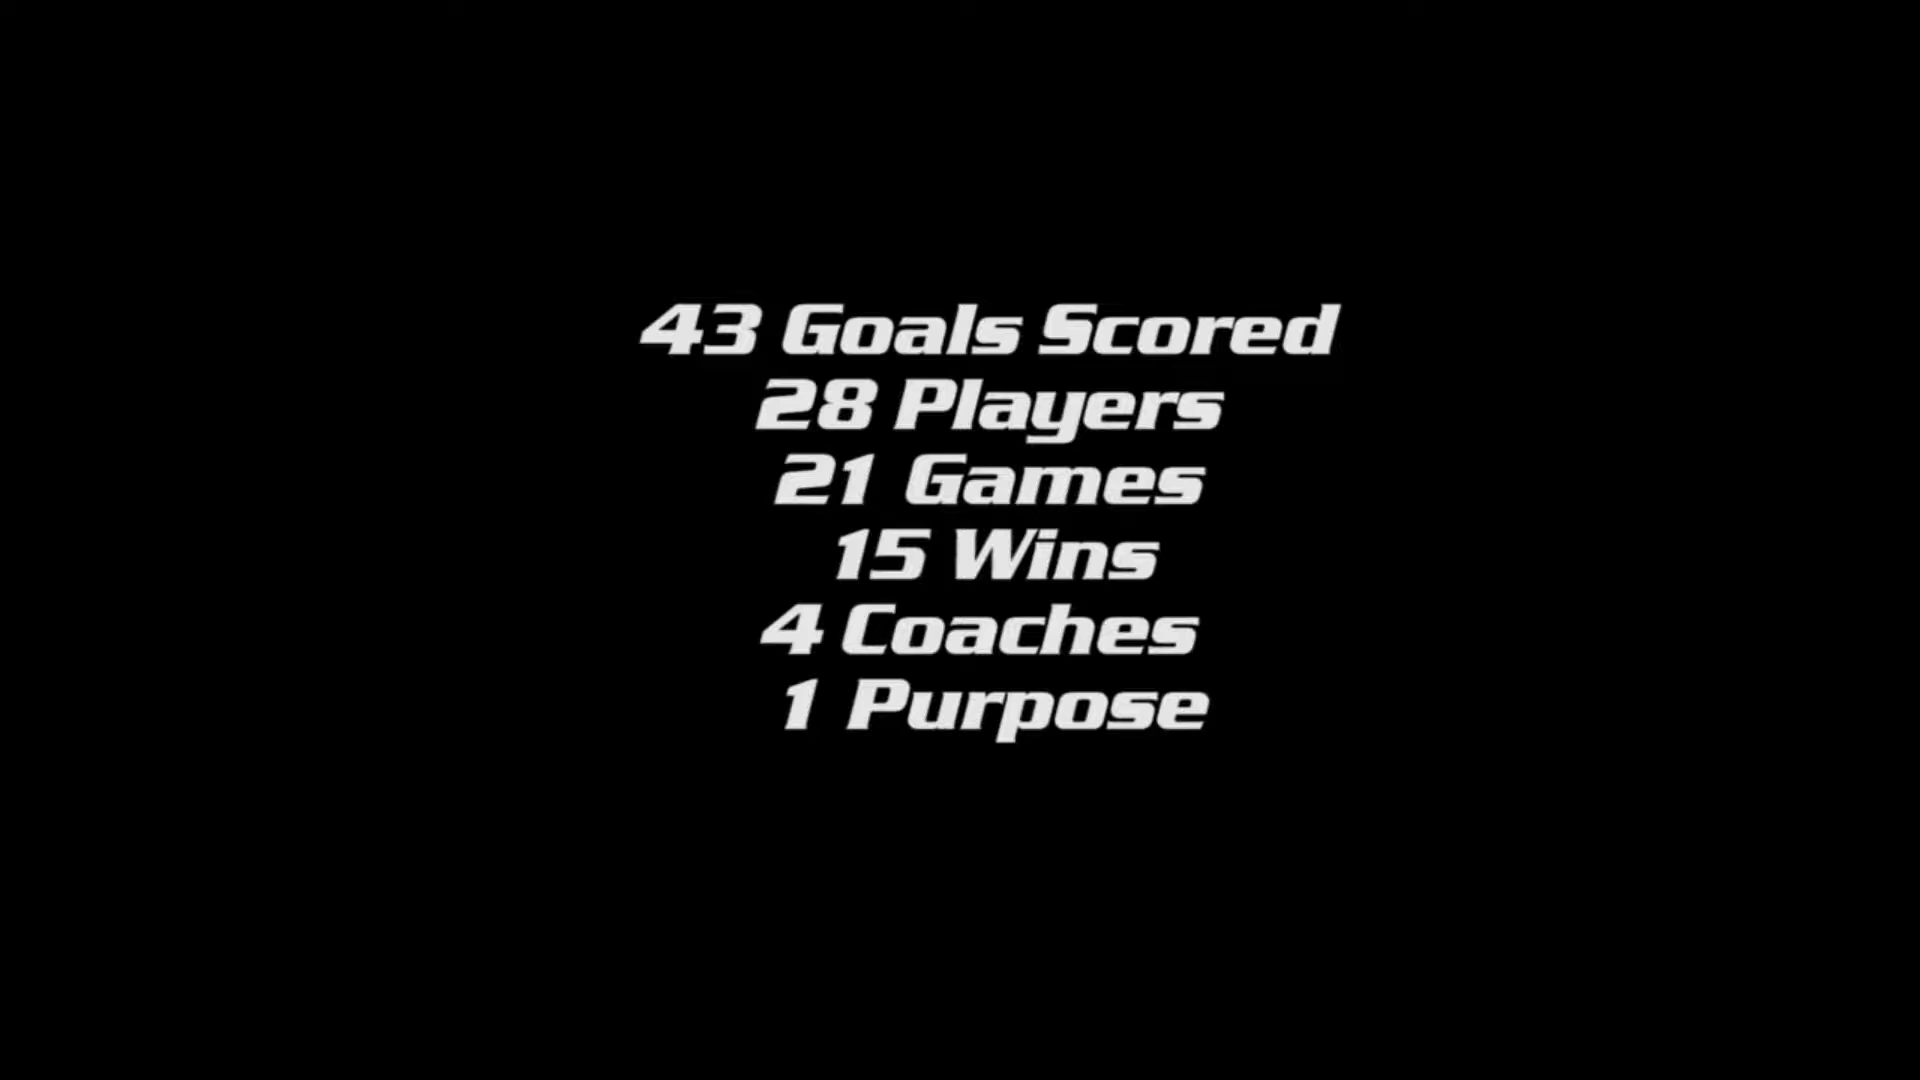 43 Goals Scored
28 Players
21 Games
15 Wins
4 Coaches
1 Purpose